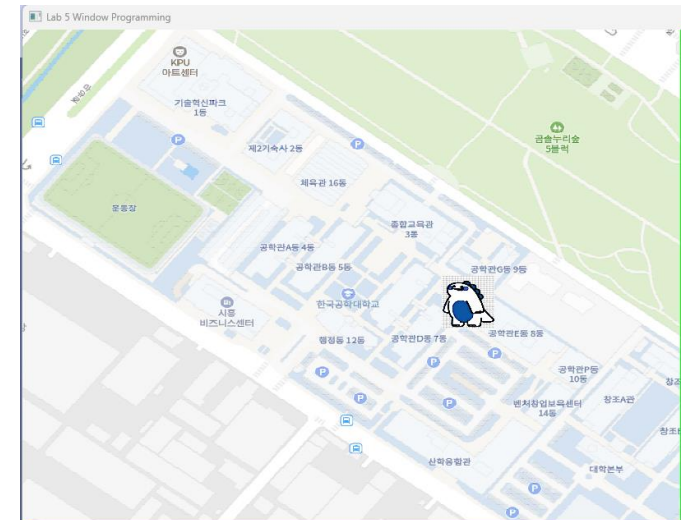 Lab 5 Window Programming
KPU
아트센터
기술혁신파크
1동
P
제2기숙사 2동
P
곰솔누리숲
5블럭
체육관 16동
운동장
종합교육관
3동
공학관A동 4동
공학관B동 5동
공학관G동 9동
한국공학대학교
시흥
비즈니스센터
행정동 12동
공학관D동 7동
공학관E동 8동
P
P
P
공학관P동
10동
P
P
벤처창업보육센터
14동
창조A관
산학융합관
대학본부
P
P